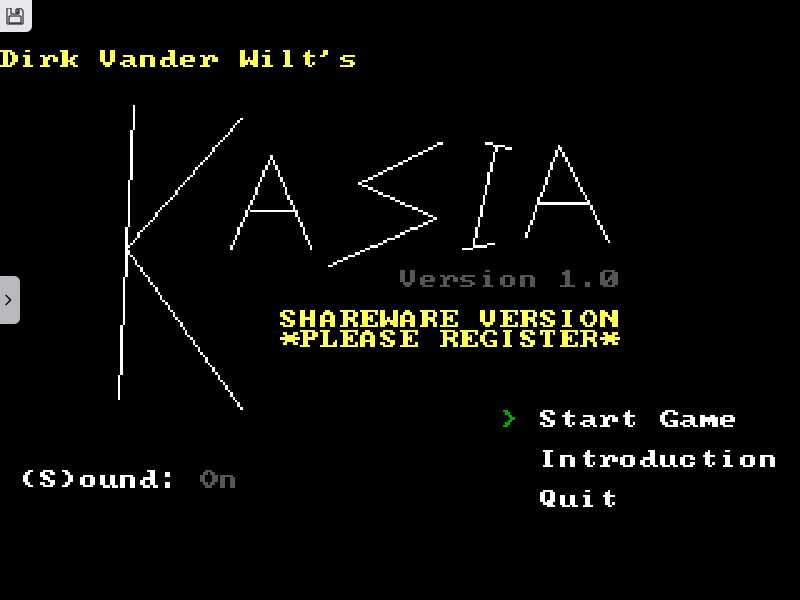 Dirk Vander Wilt's
KASIA
Version 1.0
SHAREWARE VERSION
*PLEASE REGISTER*
> Start Game
Introduction
(S)ound: On
Quit